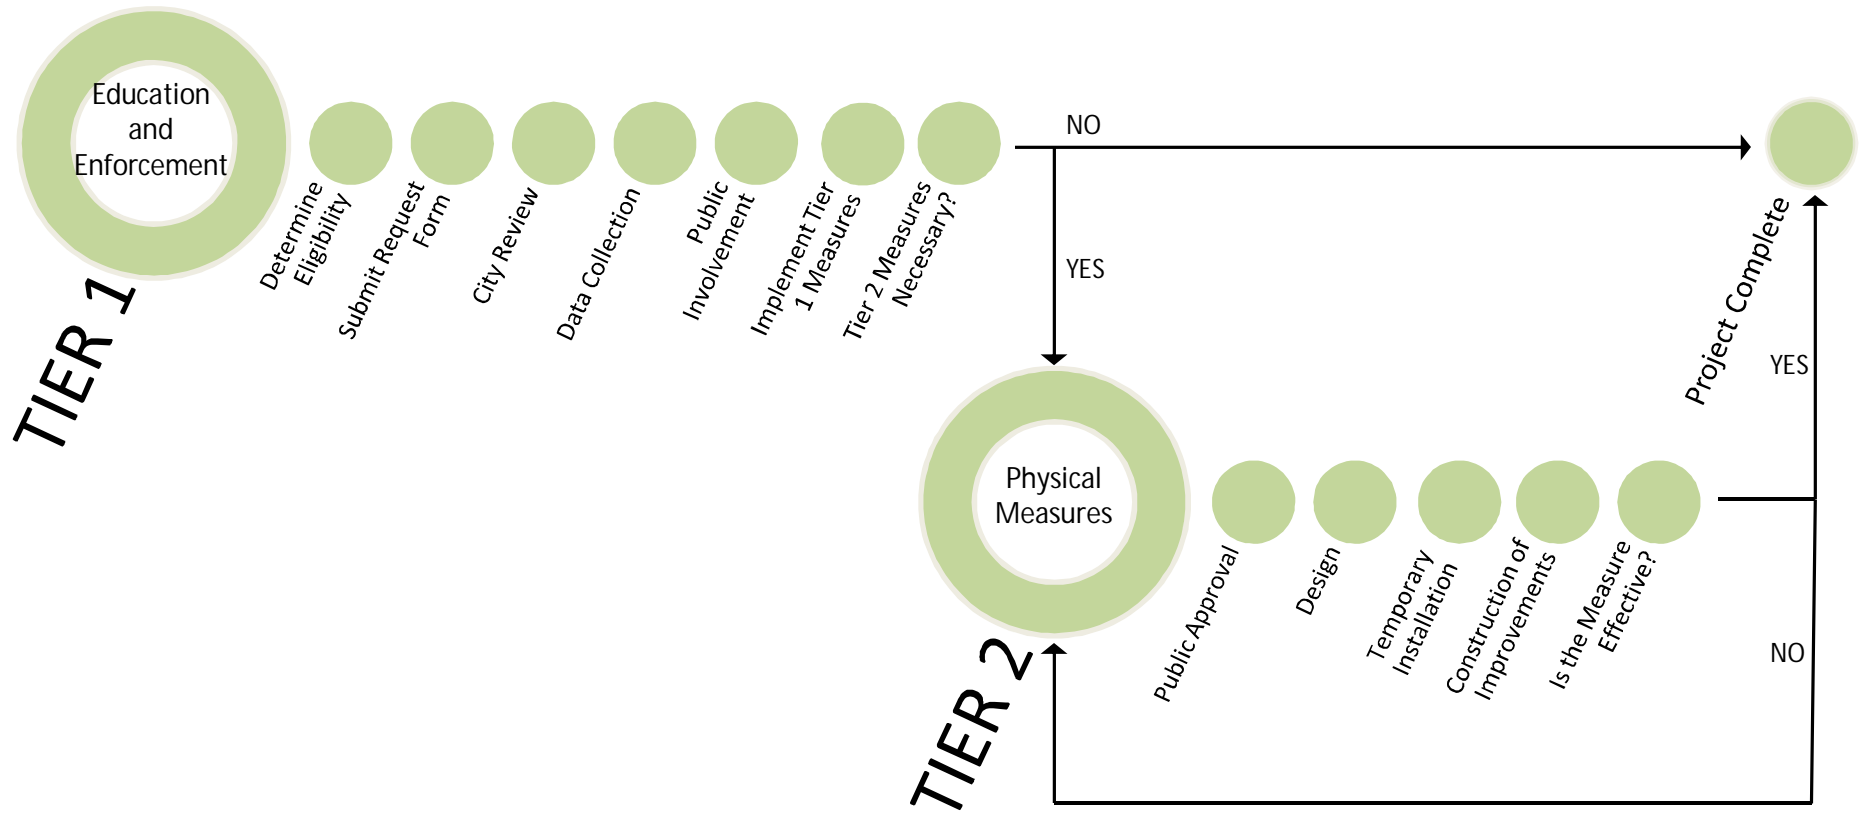 Education
and
Enforcement
TIER 1
Determine
Eligibility
Submit Request
Form
City Review
Data Collection
Public
Involvement
Implement Tier
1 Measures
Tier 2 Measures
Necessary?
NO
YES
Project Complete
YES
Physical
Measures
TIER 2
Public Approval
Design
Temporary
Installation
Construction of
Improvements
Is the Measure
Effective?
NO